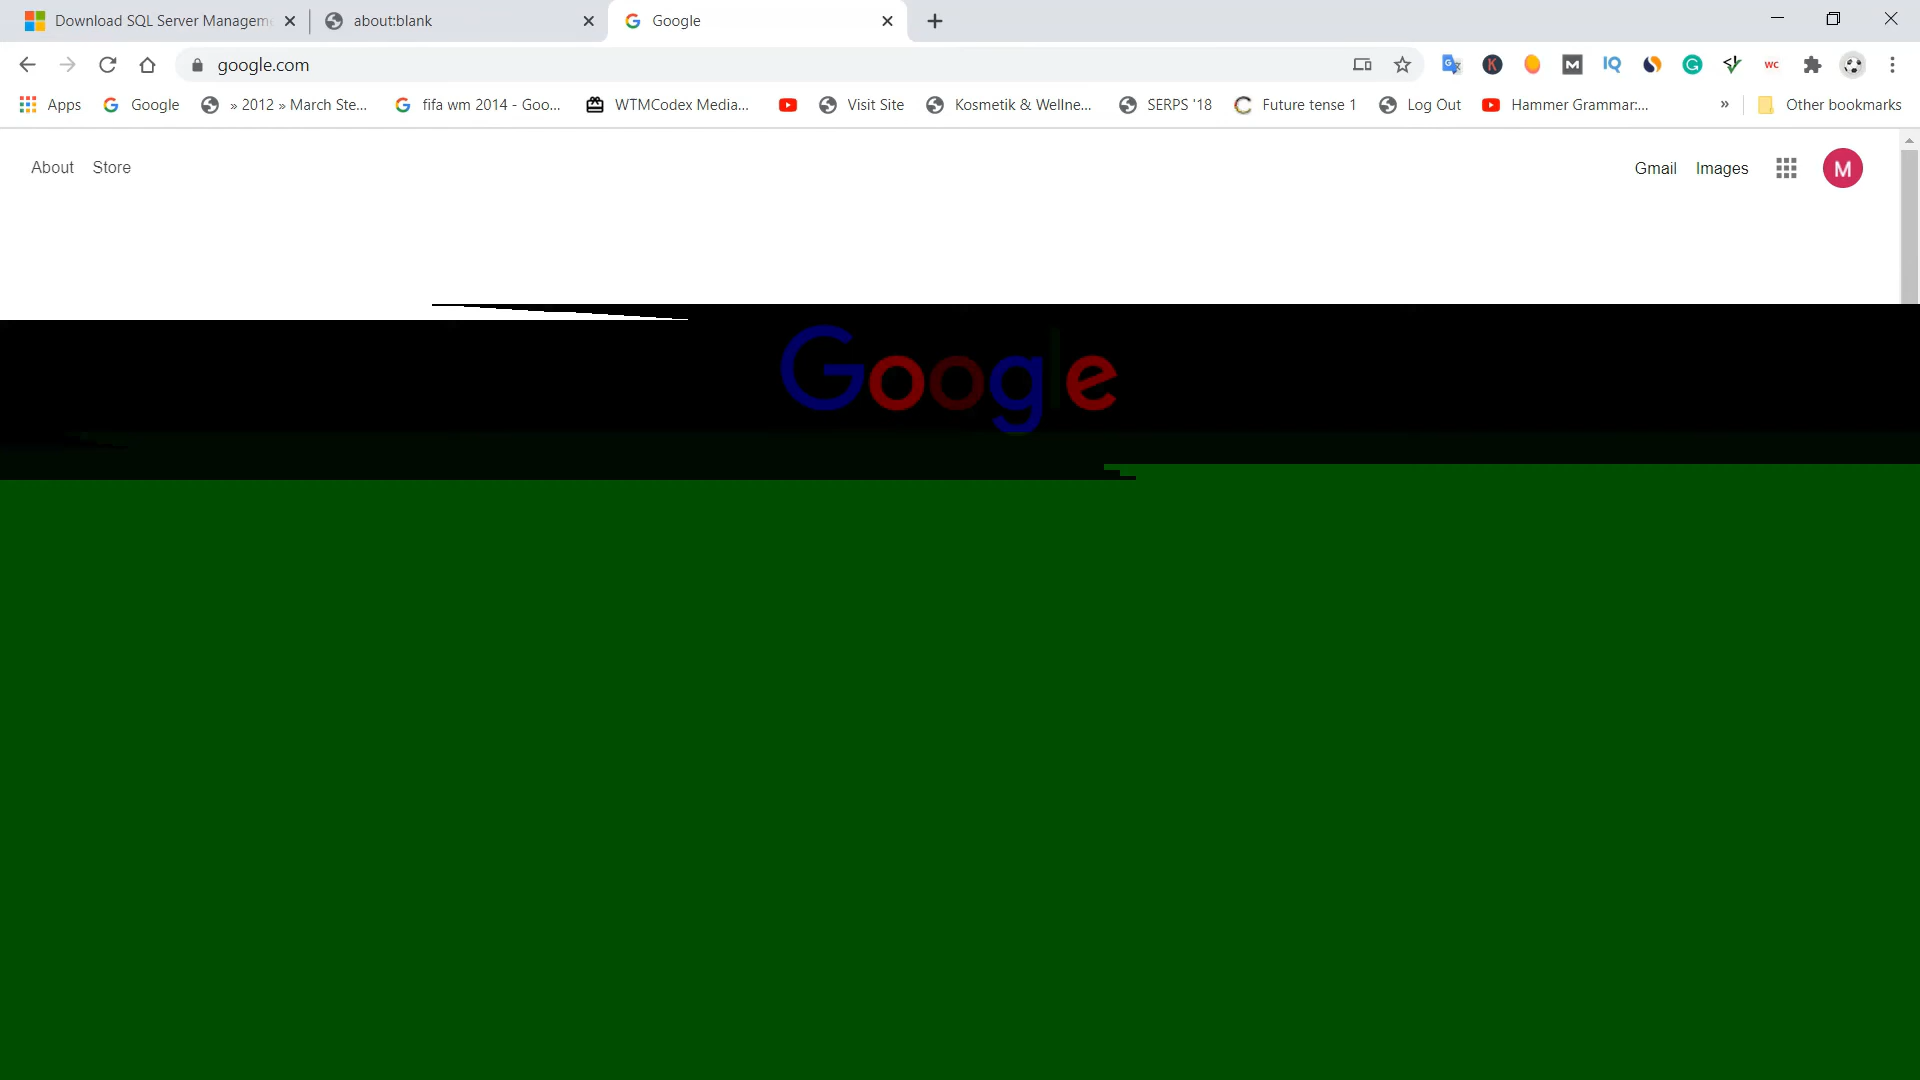 Download SQL Server Managem
about:blank
Google
google.com
Apps
Google
» 2012 » March Ste...
fifa wm 2014 - Goo...
WTMCodex Media...
Visit Site
Kosmetik & Wellne...
SERPS '18
Future tense 1
Log Out
Hammer Grammar:...
»
Other bookmarks
About Store
Gmail Images
M
Google